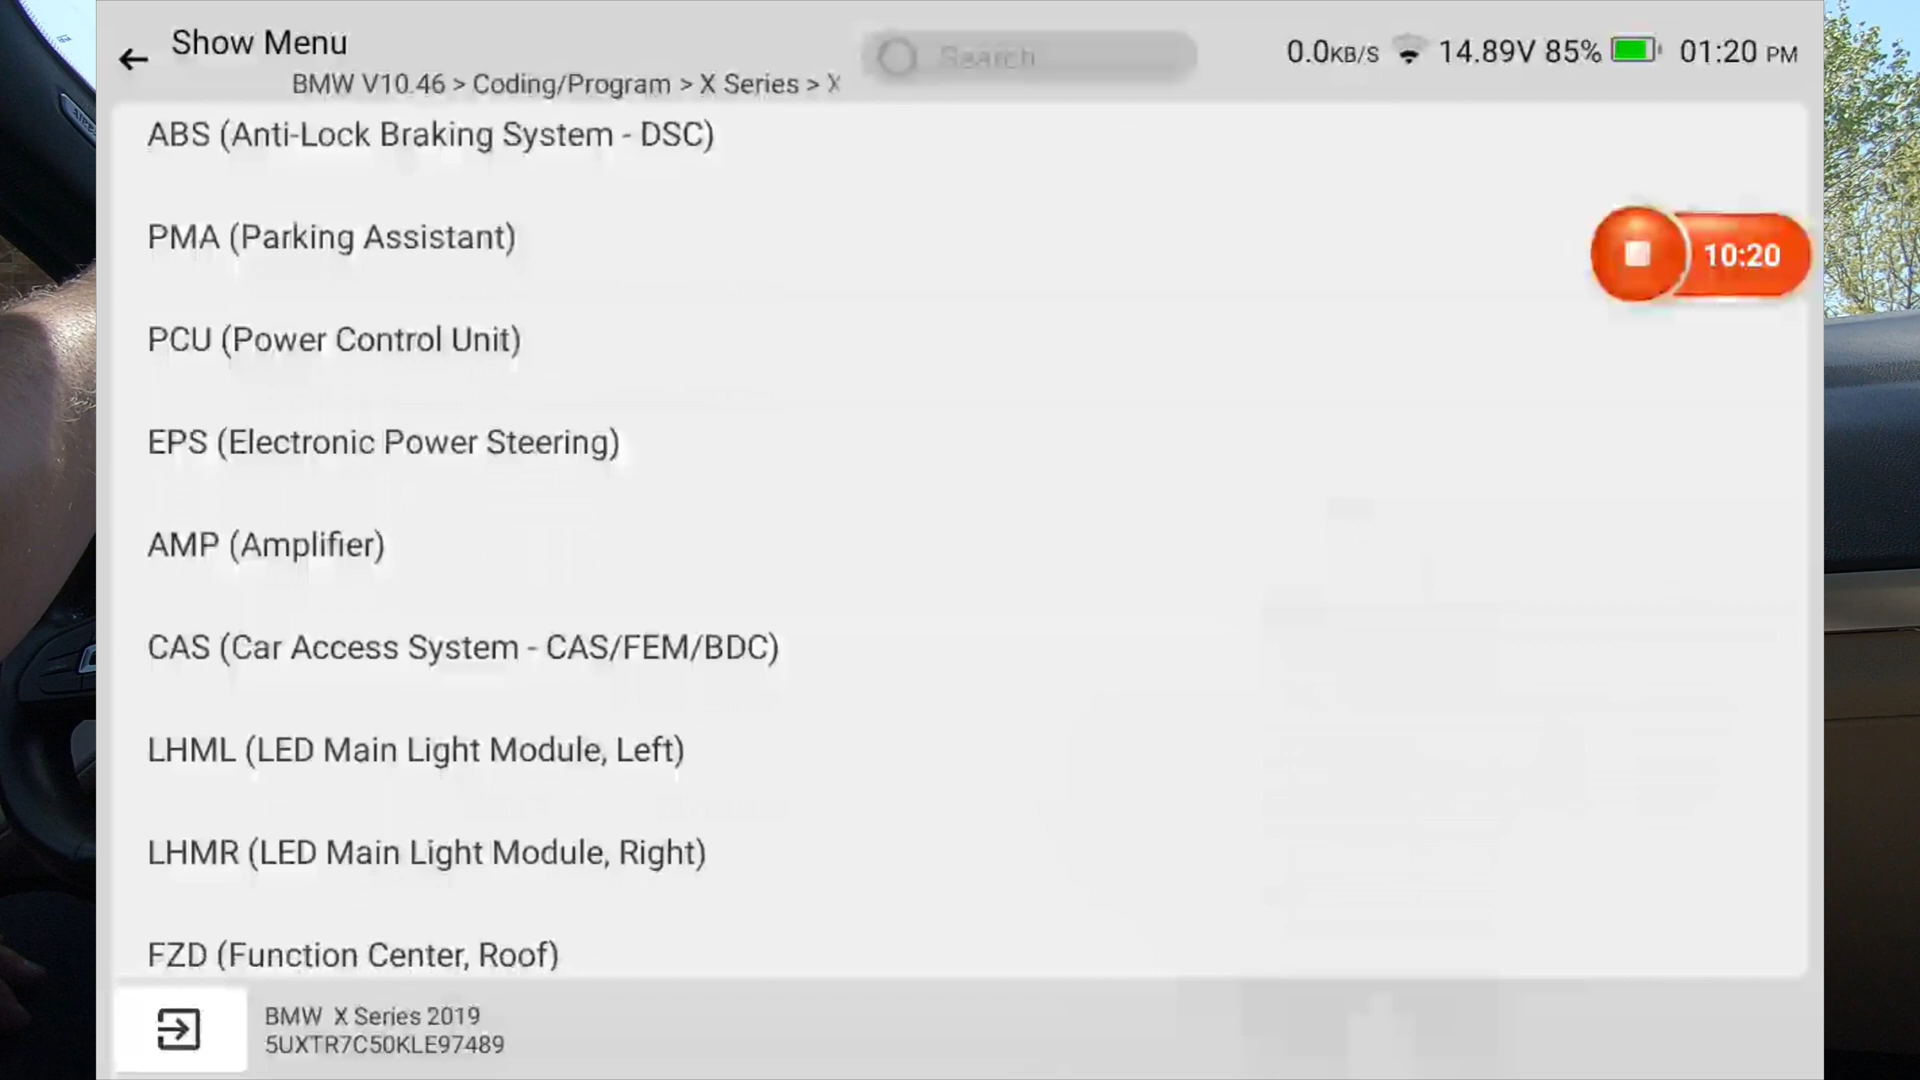 Show Menu
BMW V10.46 > Coding/Program > X Series > X
Search
0.0KB/S 14.89V 85% 01:20 PM
ABS (Anti-Lock Braking System - DSC)
PMA (Parking Assistant)
10:20
PCU (Power Control Unit)
EPS (Electronic Power Steering)
AMP (Amplifier)
CAS (Car Access System - CAS/FEM/BDC)
LHML (LED Main Light Module, Left)
LHMR (LED Main Light Module, Right)
FZD (Function Center, Roof)
BMW X Series 2019
5UXTR7C50KLE97489